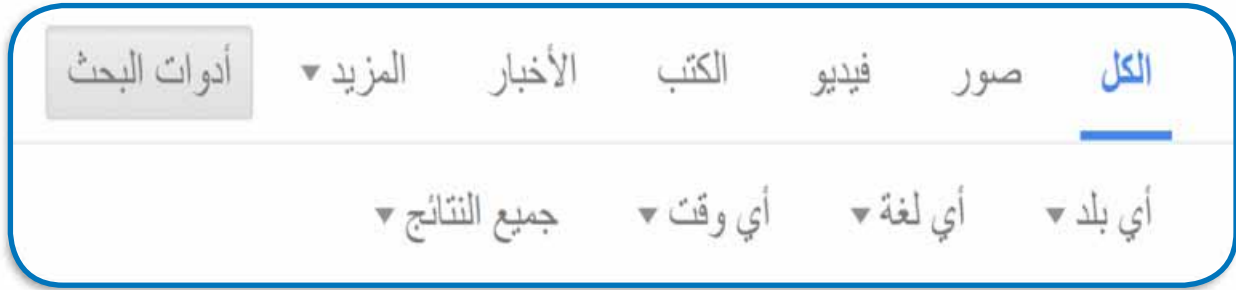 الكل صور فيديو الكتب الأخبار المزيد أدوات البحث
أي بلد أي لغة أي وقت جميع النتائج